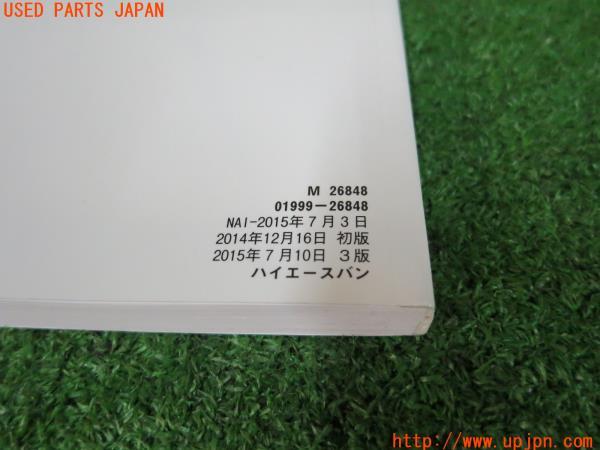 USED PARTS JAPAN
M 26848
01999-26848
NAI-2015年7月3日
2014年12月16日 初版
2015年7月10日 3版
ハイエースバン
http://www.upjpn.com/